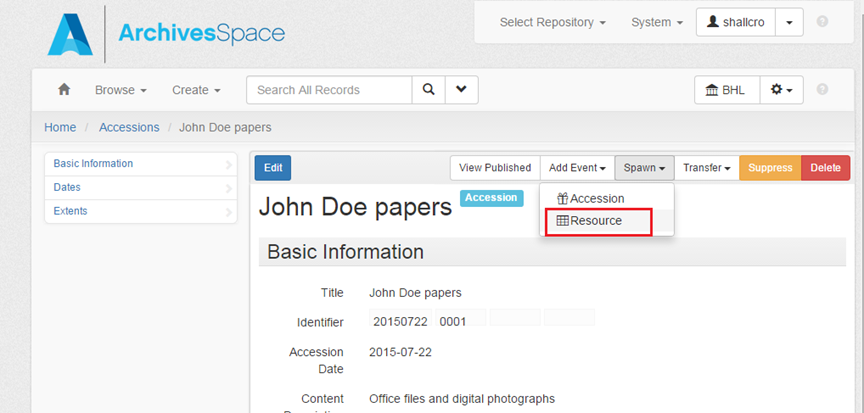 ArchivesSpace
Select Repository System shallcro
Browse Create Search All Records BHL
Home / Accessions / John Doe papers
Basic Information
Dates
Extents
Edit View Published Add Event Spawn Transfer Suppress Delete
Accession
Resource
John Doe papers Accession
Basic Information
Title John Doe papers
Identifier 20150722 0001
Accession 2015-07-22
Date
Content Office files and digital photographs